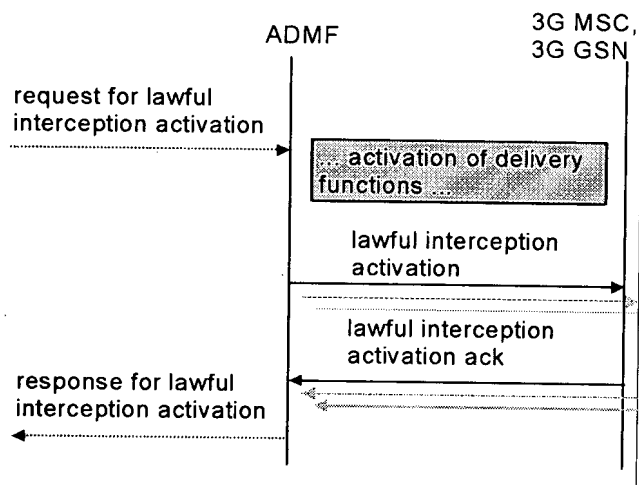 ADMF
3G MSC,
3G GSN
request for lawful
interception activation
... activation of delivery
functions ...
lawful interception
activation
lawful interception
activation ack
response for lawful
interception activation